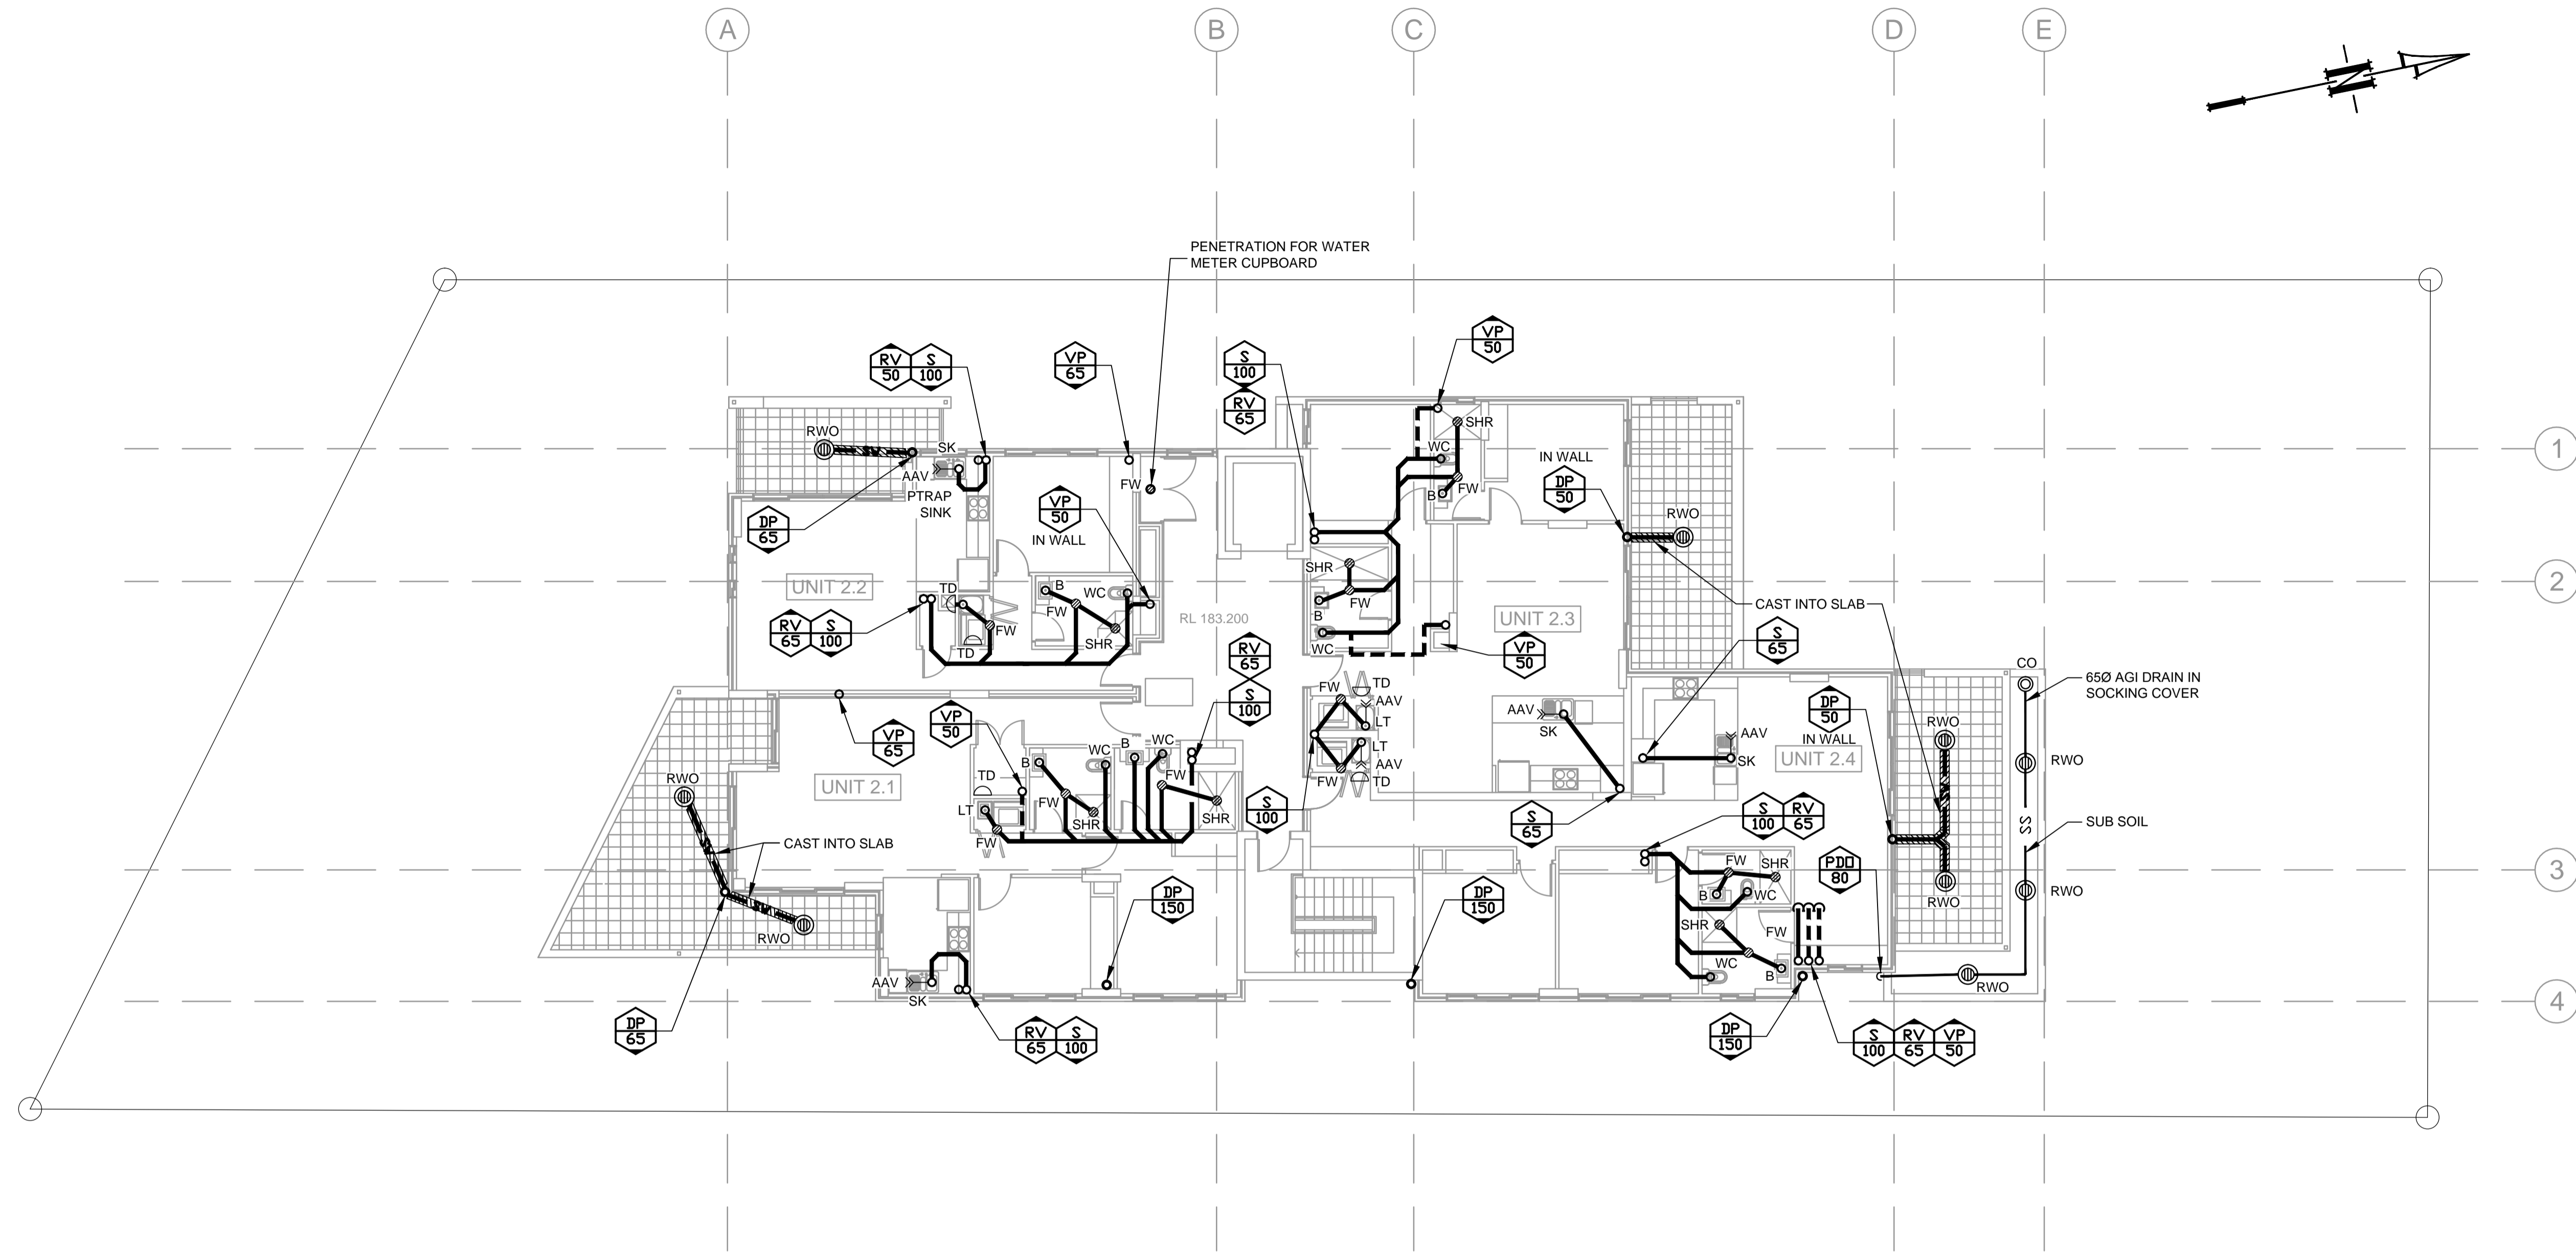 A
B
C
D
E
N
PENETRATION FOR WATER
METER CUPBOARD
VP
50
RV
50
S
100
VP
65
S
100
RV
65
1
RWO
SV
SK
AAV
PTRAP
SINK
FW
SHR
WC
FW
B
IN WALL
DP
50
RWO
DP
65
VP
50
IN WALL
2
UNIT 2.2
TD
B
WC
FW
FW
SHR
TD
RV
65
S
100
RL 183.200
SHR
FW
B
WC
UNIT 2.3
CAST INTO SLAB
S
65
VP
50
RV
65
S
100
CO
65Ø AGI DRAIN IN
SOCKING COVER
FW
TD
AAV
LT
LT
AAV
FW
TD
AAV
SK
AAV
SK
DP
50
IN WALL
UNIT 2.4
RWO
RWO
VP
65
VP
50
B
WC
B
WC
FW
RWO
UNIT 2.1
TD
LT
FW
SHR
SHR
FW
S
100
S
65
S
100
RV
65
SV
SS
SUB SOIL
SV
CAST INTO SLAB
3
FW
SHR
PDO
80
B
WC
RWO
RWO
SV
RWO
DP
150
DP
150
SHR
FW
WC
B
AAV
SK
RWO
4
DP
65
RV
65
S
100
DP
150
S
100
RV
65
VP
50